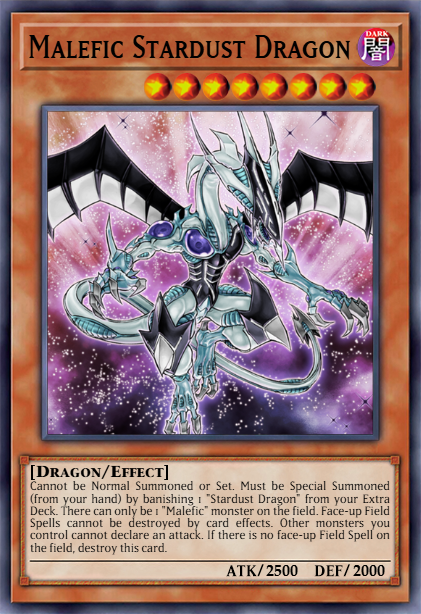 Malefic Stardust Dragon
DARK
闇
[Dragon/Effect]
Cannot be Normal Summoned or Set. Must be Special Summoned
(from your hand) by banishing 1 "Stardust Dragon" from your Extra
Deck. There can only be 1 "Malefic" monster on the field. Face-up Field
Spells cannot be destroyed by card effects. Other monsters you
control cannot declare an attack. If there is no face-up Field Spell on
the field, destroy this card.
ATK/2500 DEF/2000